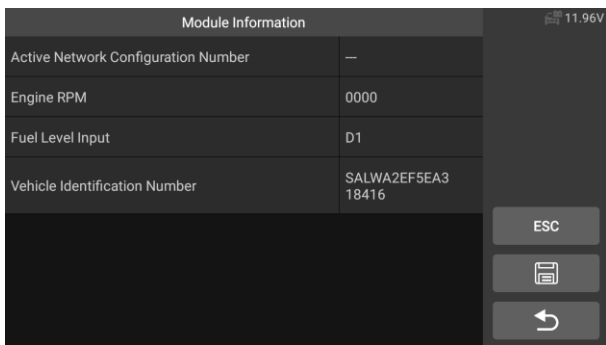 Module Information
11.96V
Active Network Configuration Number
---
Engine RPM
0000
Fuel Level Input
D1
Vehicle Identification Number
SALWA2EF5EA3
18416
ESC